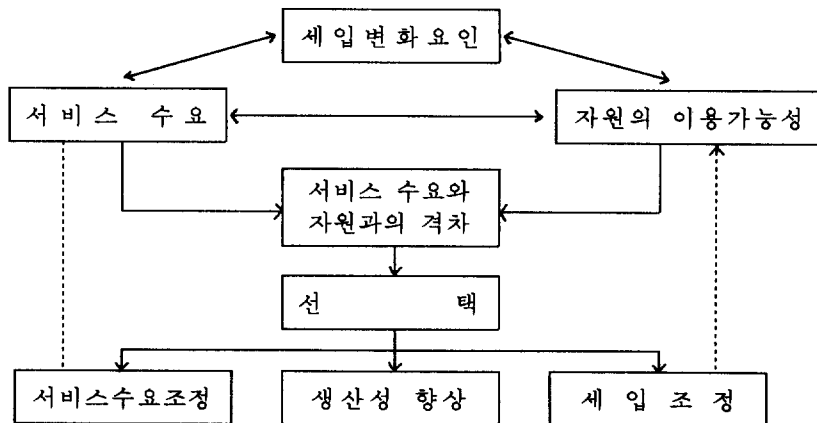 세입변화요인
서비스 수요
자원의 이용가능성
서비스 수요와
자원과의 격차
선 택
서비스수요조정
생산성 향상
세 입 조 정